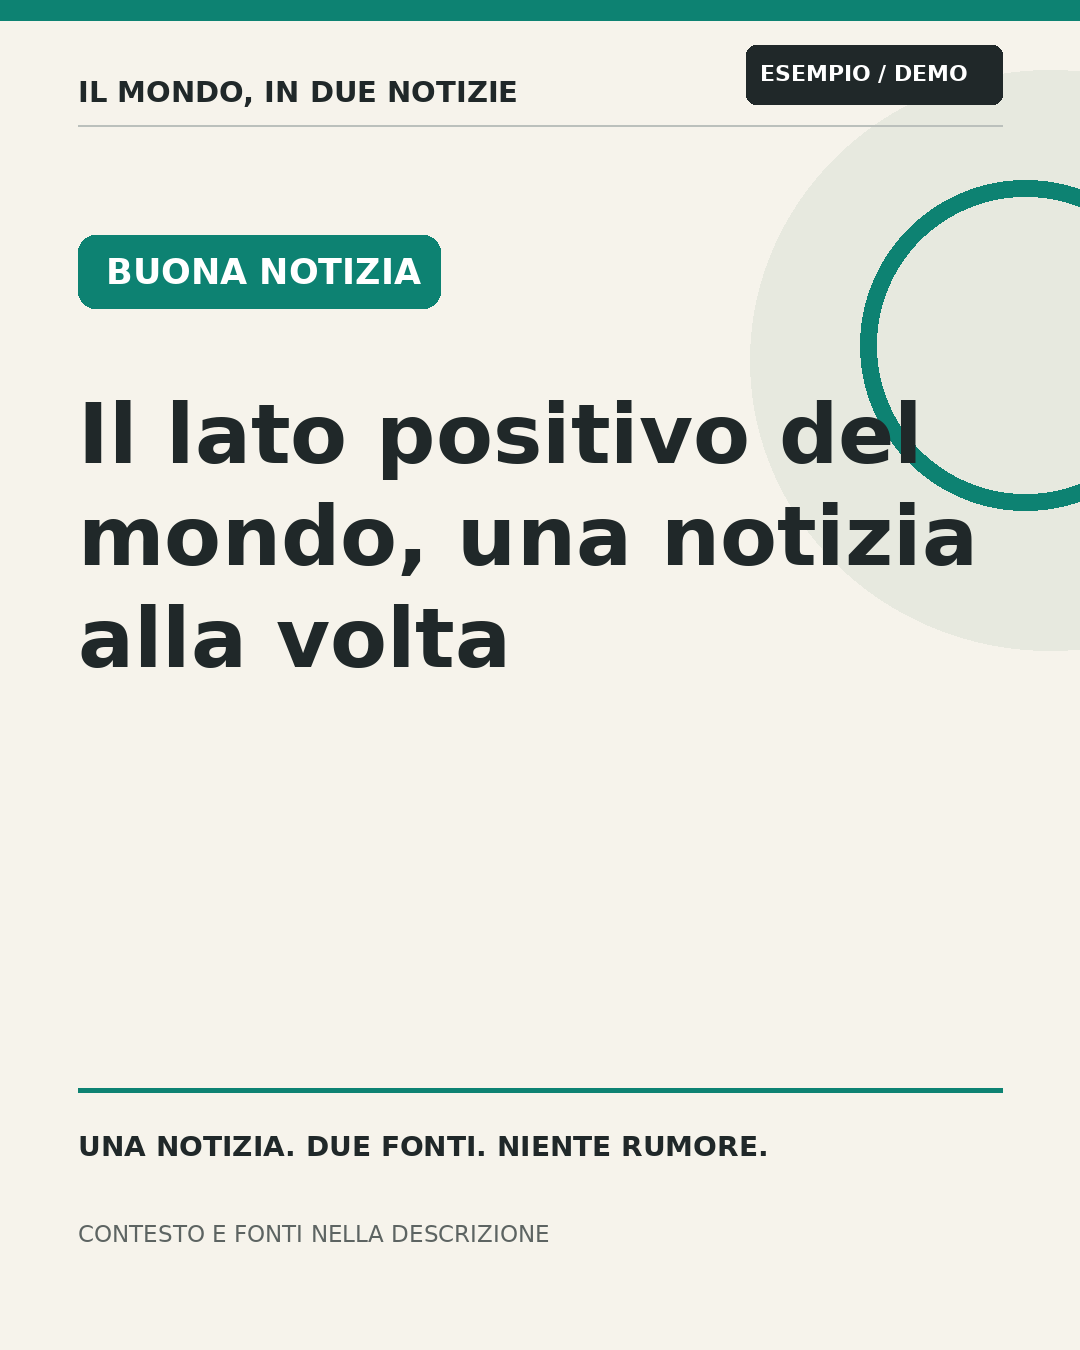 IL MONDO, IN DUE NOTIZIE
ESEMPIO / DEMO
BUONA NOTIZIA
Il lato positivo del
mondo, una notizia
alla volta
UNA NOTIZIA. DUE FONTI. NIENTE RUMORE.
CONTESTO E FONTI NELLA DESCRIZIONE